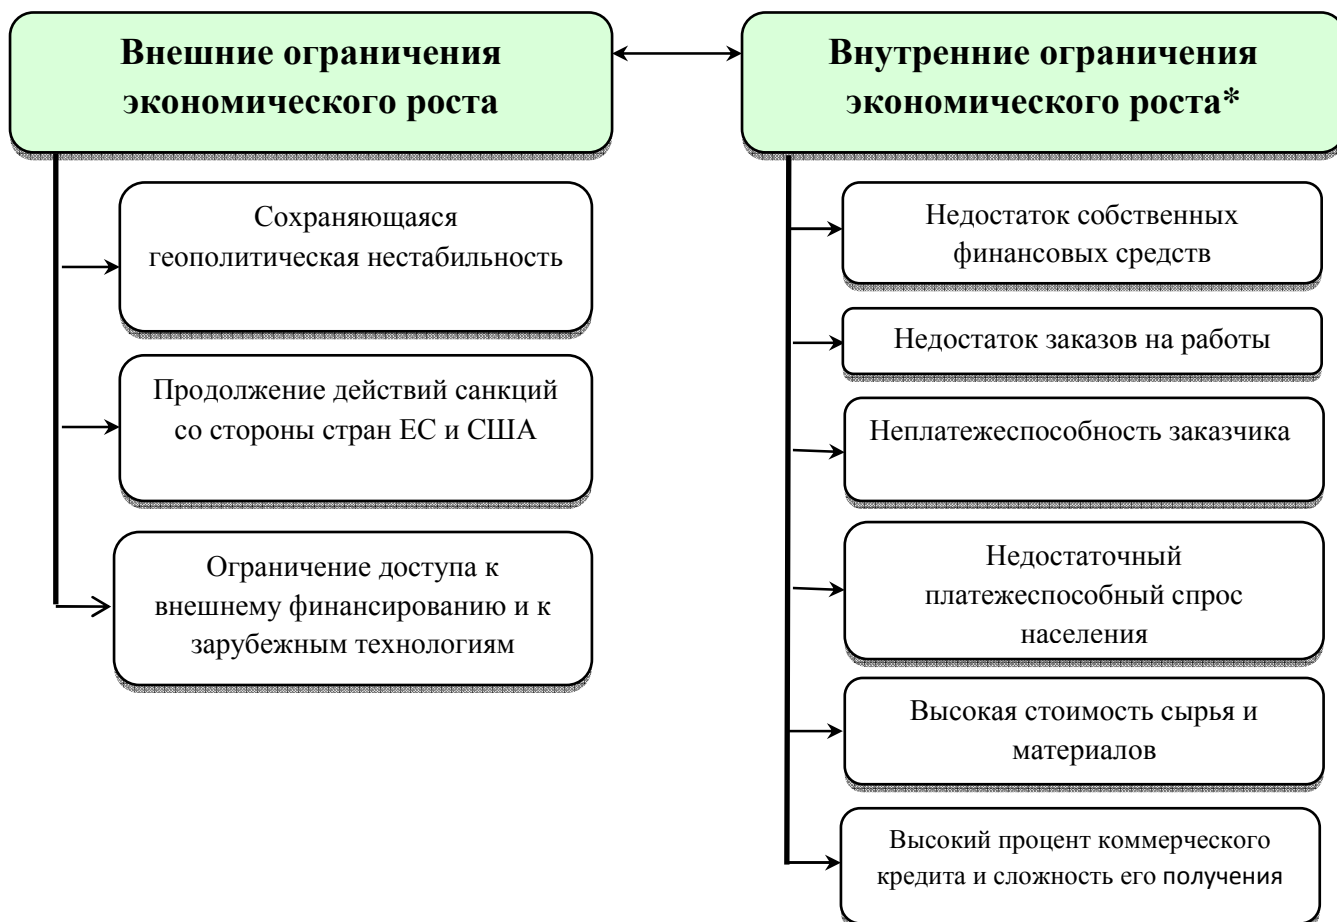 Внешние ограничения
экономического роста
Сохраняющаяся
геополитическая нестабильность
Продолжение действий санкций
со стороны стран ЕС и США
Ограничение доступа к
внешнему финансированию и к
зарубежным технологиям
Внутренние ограничения
экономического роста*
Недостаток собственных
финансовых средств
Недостаток заказов на работы
Неплатежеспособность заказчика
Недостаточный
платежеспособный спрос
населения
Высокая стоимость сырья и
материалов
Высокий процент коммерческого
кредита и сложность его получения